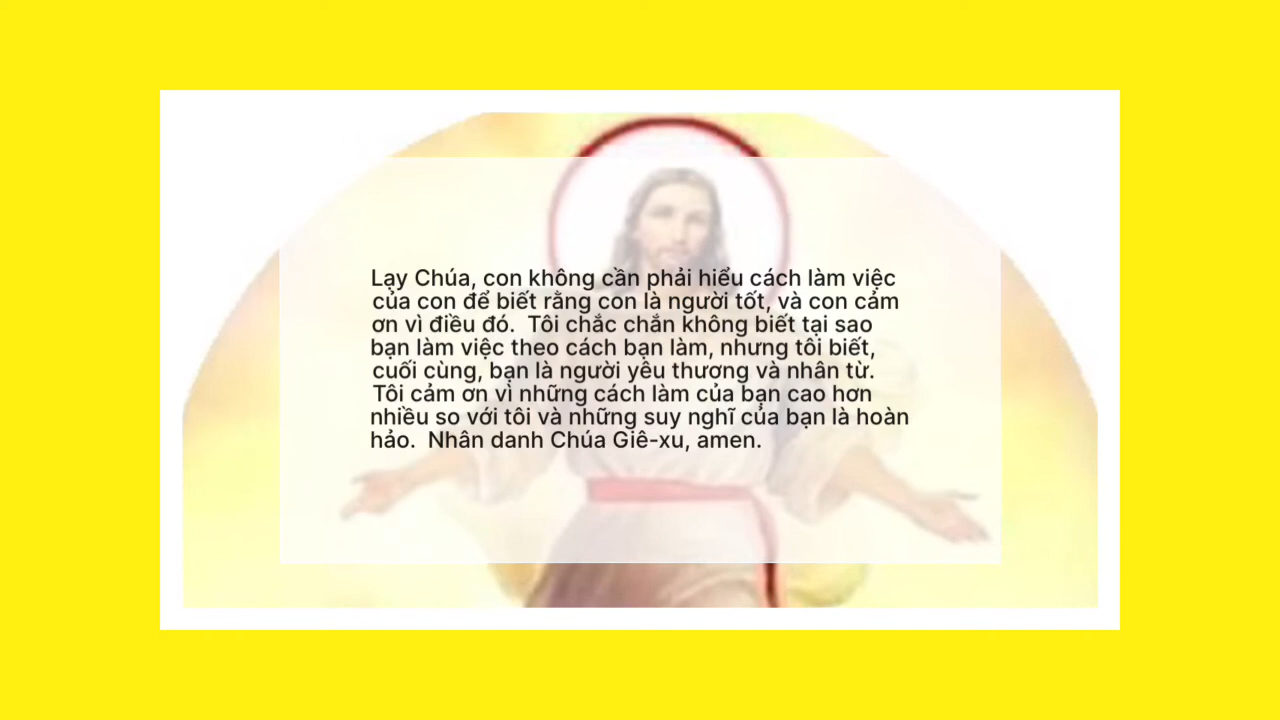 Lạy Chúa, con không cần phải hiểu cách làm việc
của con để biết rằng con là người tốt, và con cảm
ơn vì điều đó.  Tôi chắc chắn không biết tại sao
bạn làm việc theo cách bạn làm, nhưng tôi biết,
cuối cùng, bạn là người yêu thương và nhân từ.
Tôi cảm ơn vì những cách làm của bạn cao hơn
nhiều so với tôi và những suy nghĩ của bạn là hoàn
hảo.  Nhân danh Chúa Giê-xu, amen.